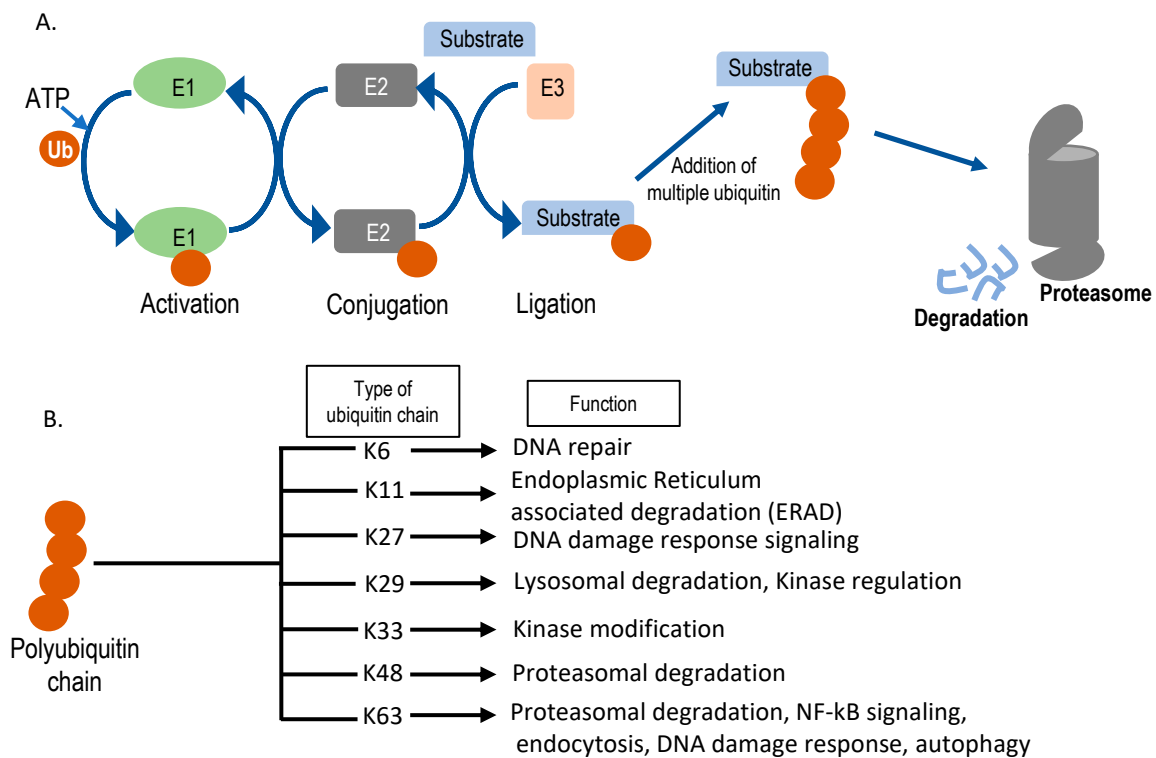 A.
Substrate
E1
E2
E3
ATP
Ub
Substrate
Addition of
multiple ubiquitin
E1
E2
Substrate
Activation
Conjugation
Ligation
Degradation
Proteasome
B.
Type of
ubiquitin chain
Function
K6
DNA repair
K11
Endoplasmic Reticulum
associated degradation (ERAD)
K27
DNA damage response signaling
K29
Lysosomal degradation, Kinase regulation
K33
Kinase modification
K48
Proteasomal degradation
K63
Proteasomal degradation, NF-kB signaling,
endocytosis, DNA damage response, autophagy
Polyubiquitin
chain